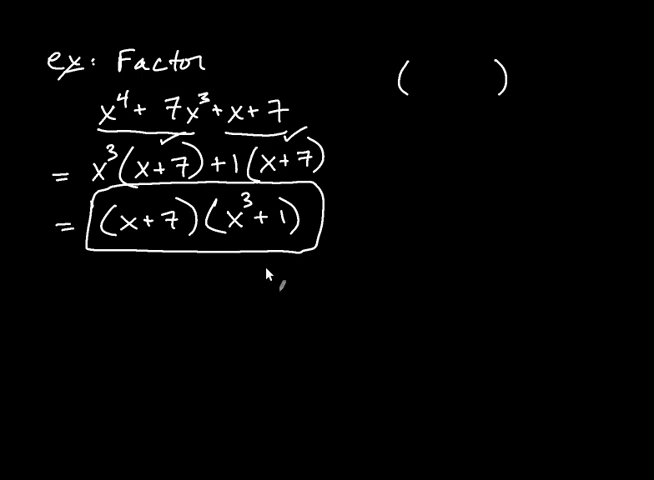 ex: Factor
( )
x⁴ + 7x³ + x + 7
= x³(x+7) + 1(x+7)
= (x+7)(x³+1)